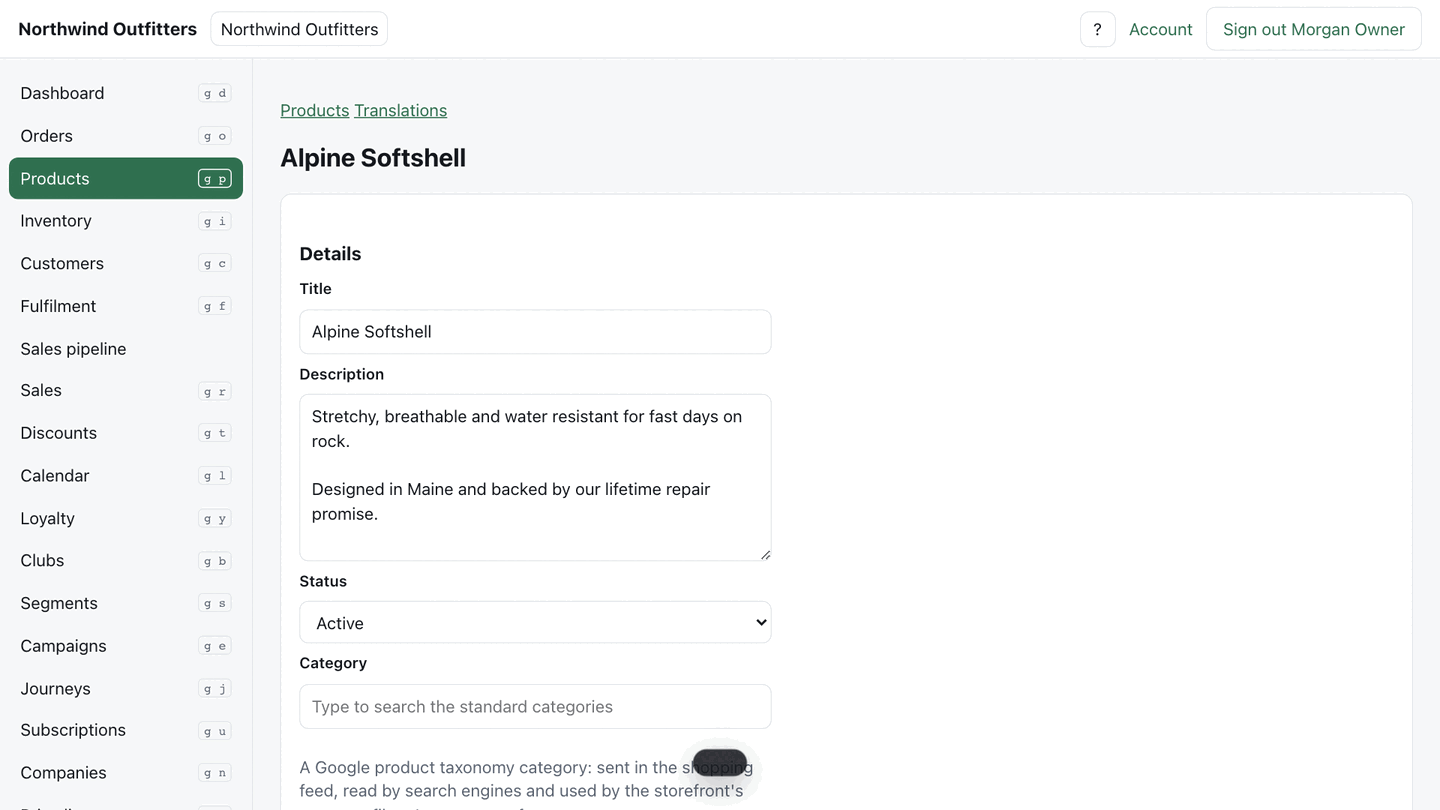 Northwind Outfitters
Northwind Outfitters
?
Account
Sign out Morgan Owner
Dashboard g d
Orders g o
Products g p
Inventory g i
Customers g c
Fulfilment g f
Sales pipeline
Sales g r
Discounts g t
Calendar g l
Loyalty g y
Clubs g b
Segments g s
Campaigns g e
Journeys g j
Subscriptions g u
Companies g n
Products Translations
Alpine Softshell
Details
Title
Alpine Softshell
Description
Stretchy, breathable and water resistant for fast days on
rock.
Designed in Maine and backed by our lifetime repair
promise.
Status
Active
Category
Type to search the standard categories
A Google product taxonomy category: sent in the shopping
feed, read by search engines and used by the storefront's